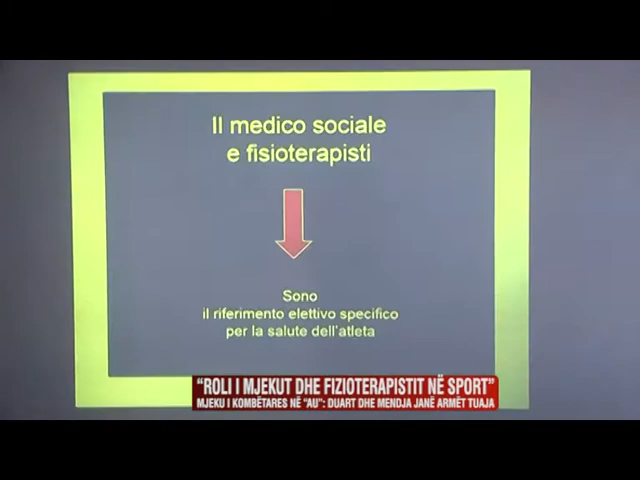 Il medico sociale
e fisioterapisti
Sono
il riferimento elettivo specifico
per la salute dell'atleta
“ROLI I MJEKUT DHE FIZIOTERAPISTIT NË SPORT”
MJEKU I KOMBËTARES NË "AU": DUART DHE MENDJA JANË ARMËT TUAJA